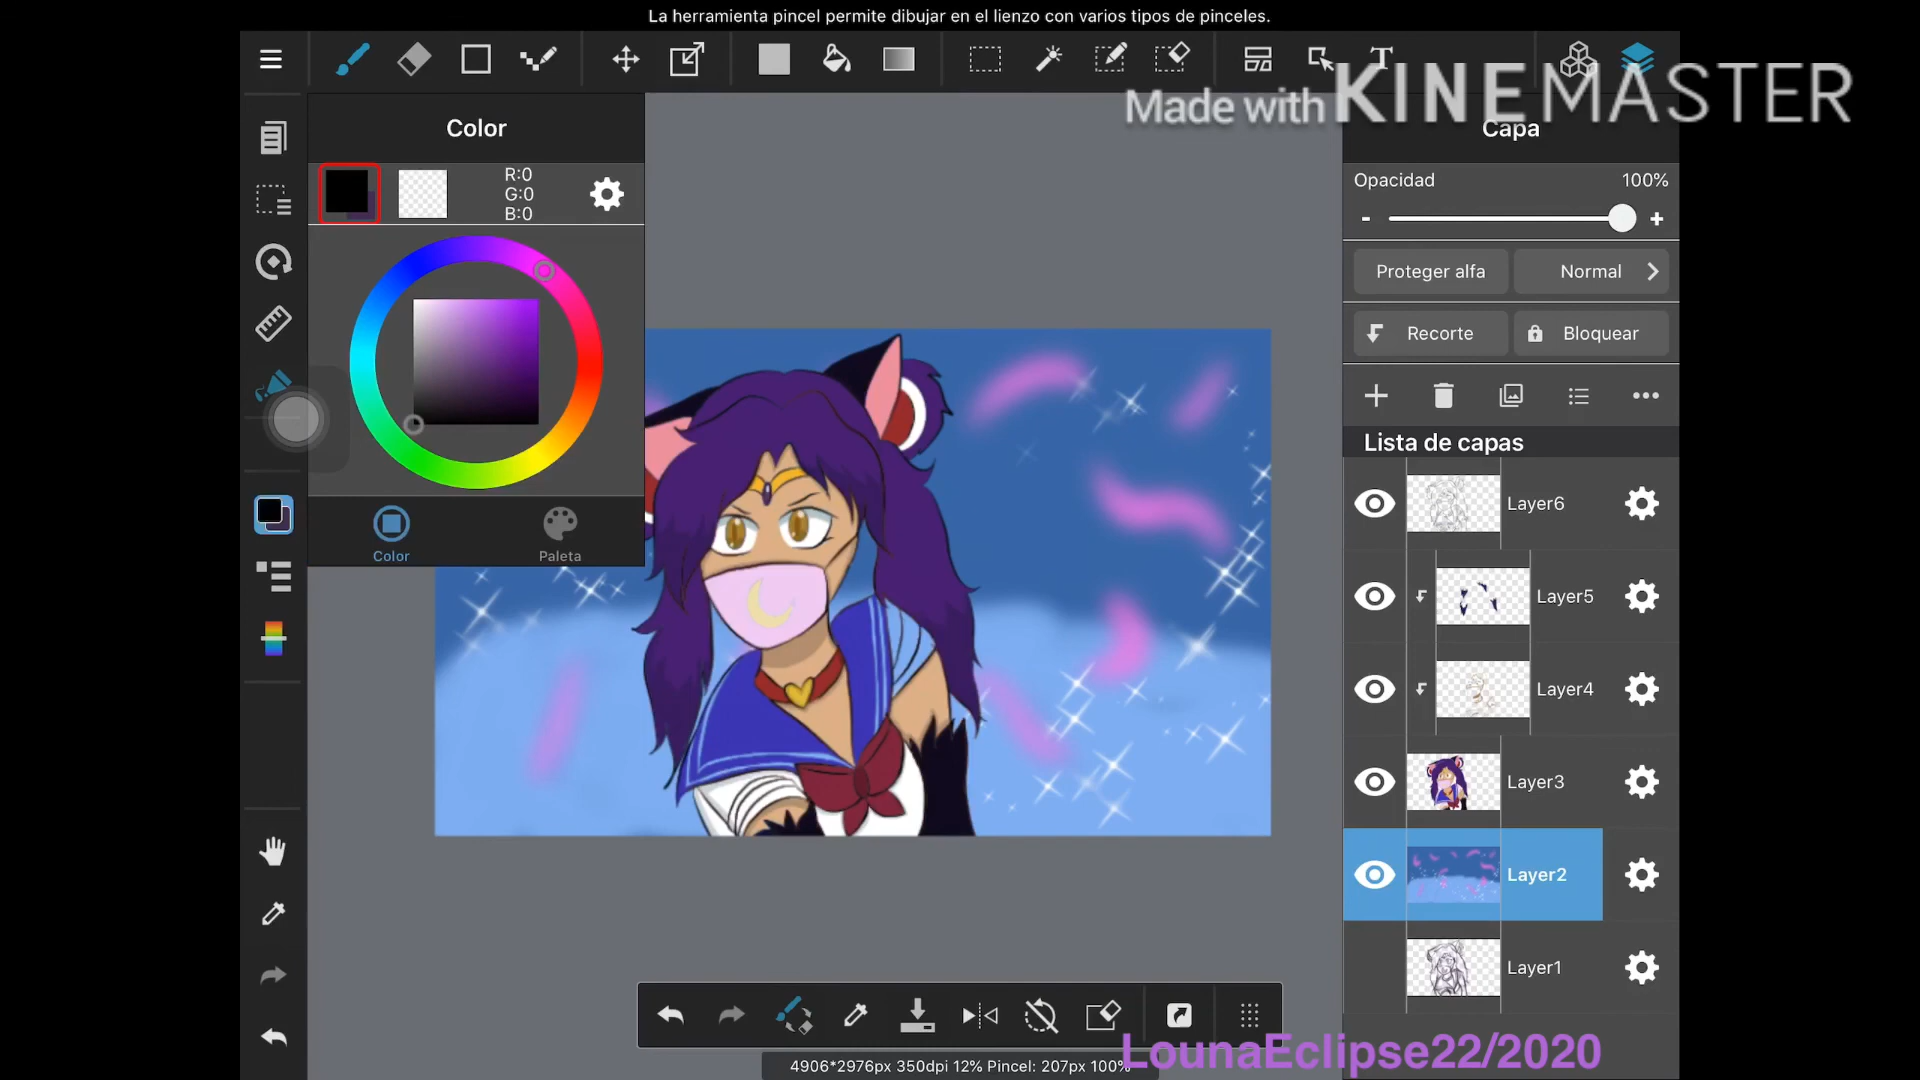 La herramienta pincel permite dibujar en el lienzo con varios tipos de pinceles.
T
Made with KINEMASTER
Color
Capa
R:0
G:0
B:0
Opacidad 100%
- +
Proteger alfa
Normal
Recorte
Bloquear
Lista de capas
Layer6
Color
Paleta
Layer5
Layer4
Layer3
Layer2
Layer1
LounaEclipse22/2020
4906*2976px 350dpi 12% Pincel: 207px 100%